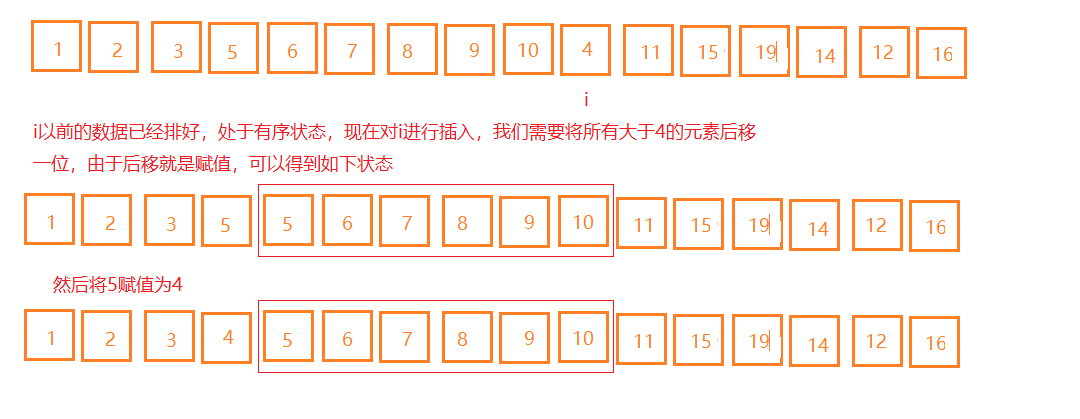 1 2 3 5 6 7 8 9 10 4 11 15 19 14 12 16
i
i以前的数据已经排好，处于有序状态，现在对i进行插入，我们需要将所有大于4的元素后移
一位，由于后移就是赋值，可以得到如下状态
1 2 3 5 5 6 7 8 9 10 11 15 19 14 12 16
然后将5赋值为4
1 2 3 4 5 6 7 8 9 10 11 15 19 14 12 16